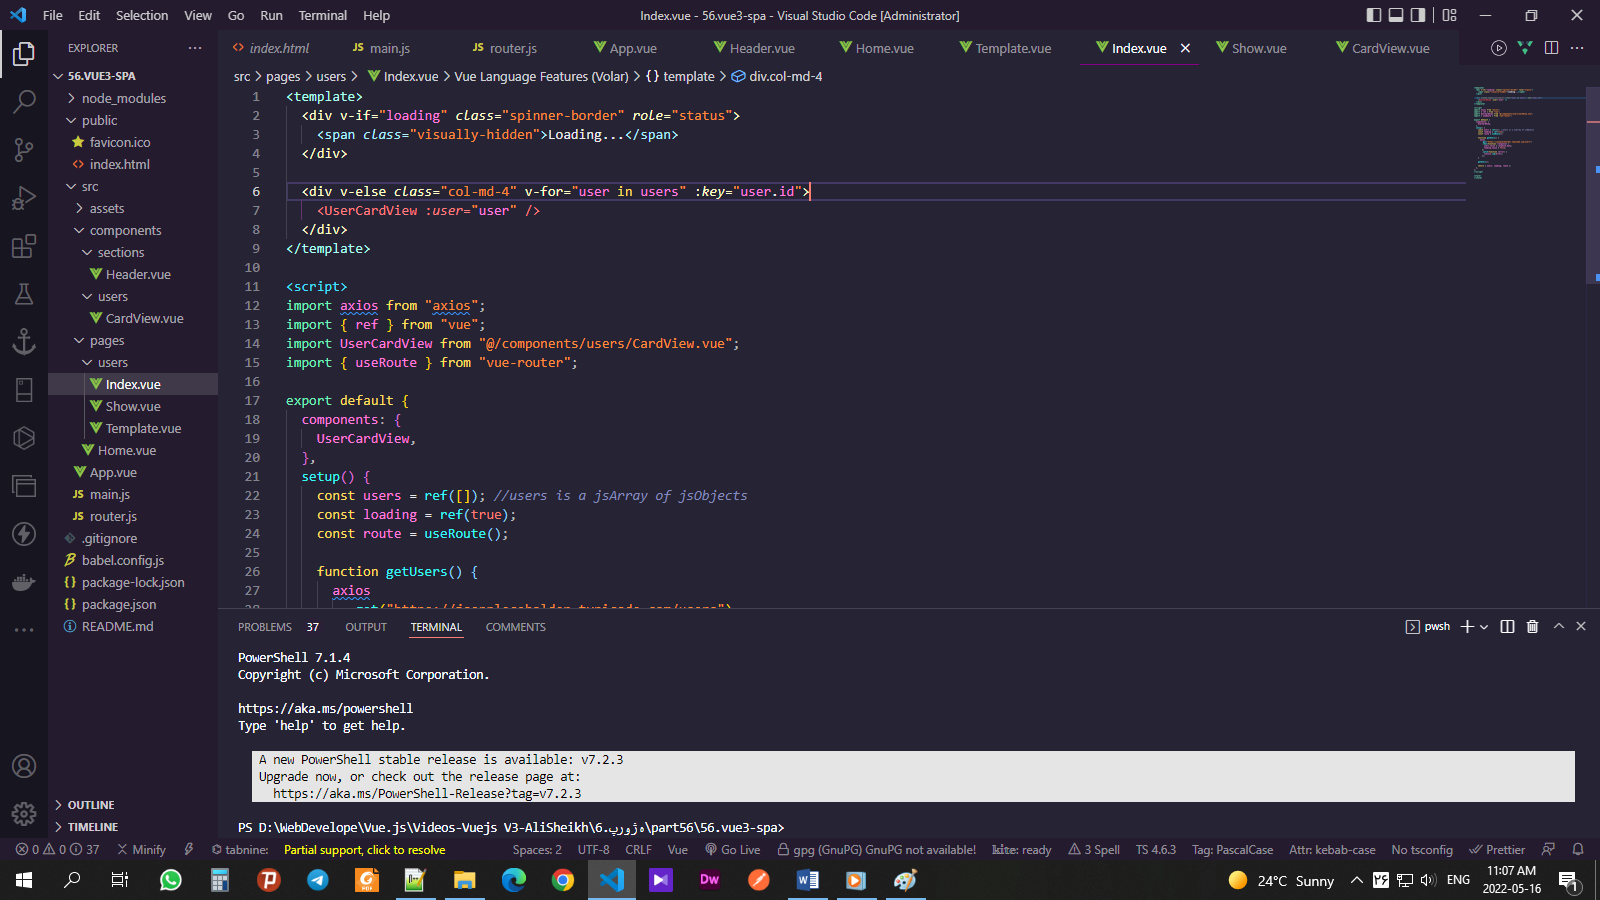 File Edit Selection View Go Run Terminal Help
Index.vue - 56.vue3-spa - Visual Studio Code [Administrator]
EXPLORER
56.VUE3-SPA
node_modules
public
favicon.ico
index.html
src
assets
components
sections
Header.vue
users
CardView.vue
pages
users
Index.vue
Show.vue
Template.vue
Home.vue
App.vue
main.js
router.js
.gitignore
babel.config.js
package-lock.json
package.json
README.md
OUTLINE
TIMELINE
index.html main.js router.js App.vue Header.vue Home.vue Template.vue Index.vue Show.vue CardView.vue
src > pages > users > Index.vue > Vue Language Features (Volar) > {} template > div.col-md-4
1 <template>
2 <div v-if="loading" class="spinner-border" role="status">
3 <span class="visually-hidden">Loading...</span>
4 </div>
5
6 <div v-else class="col-md-4" v-for="user in users" :key="user.id">
7 <UserCardView :user="user" />
8 </div>
9 </template>
10
11 <script>
12 import axios from "axios";
13 import { ref } from "vue";
14 import UserCardView from "@/components/users/CardView.vue";
15 import { useRoute } from "vue-router";
16
17 export default {
18 components: {
19 UserCardView,
20 },
21 setup() {
22 const users = ref([]); //users is a jsArray of jsObjects
23 const loading = ref(true);
24 const route = useRoute();
25
26 function getUsers() {
27 axios
28 .get("https://jsonplaceholder.typicode.com/users")
PROBLEMS 37 OUTPUT TERMINAL COMMENTS
pwsh
PowerShell 7.1.4
Copyright (c) Microsoft Corporation.
https://aka.ms/powershell
Type 'help' to get help.
A new PowerShell stable release is available: v7.2.3
Upgrade now, or check out the release page at:
https://aka.ms/PowerShell-Release?tag=v7.2.3
PS D:\WebDevelope\Vue.js\Videos-Vuejs V3-AliSheikh\6.پروژه\part56\56.vue3-spa>
0 0 37 Minify tabnine: Partial support, click to resolve Spaces: 2 UTF-8 CRLF Vue Go Live gpg (GnuPG) GnuPG not available! kite: ready 3 Spell TS 4.6.3 Tag: PascalCase Attr: kebab-case No tsconfig Prettier
24°C Sunny ۲۶ ENG 11:07 AM
2022-05-16
1